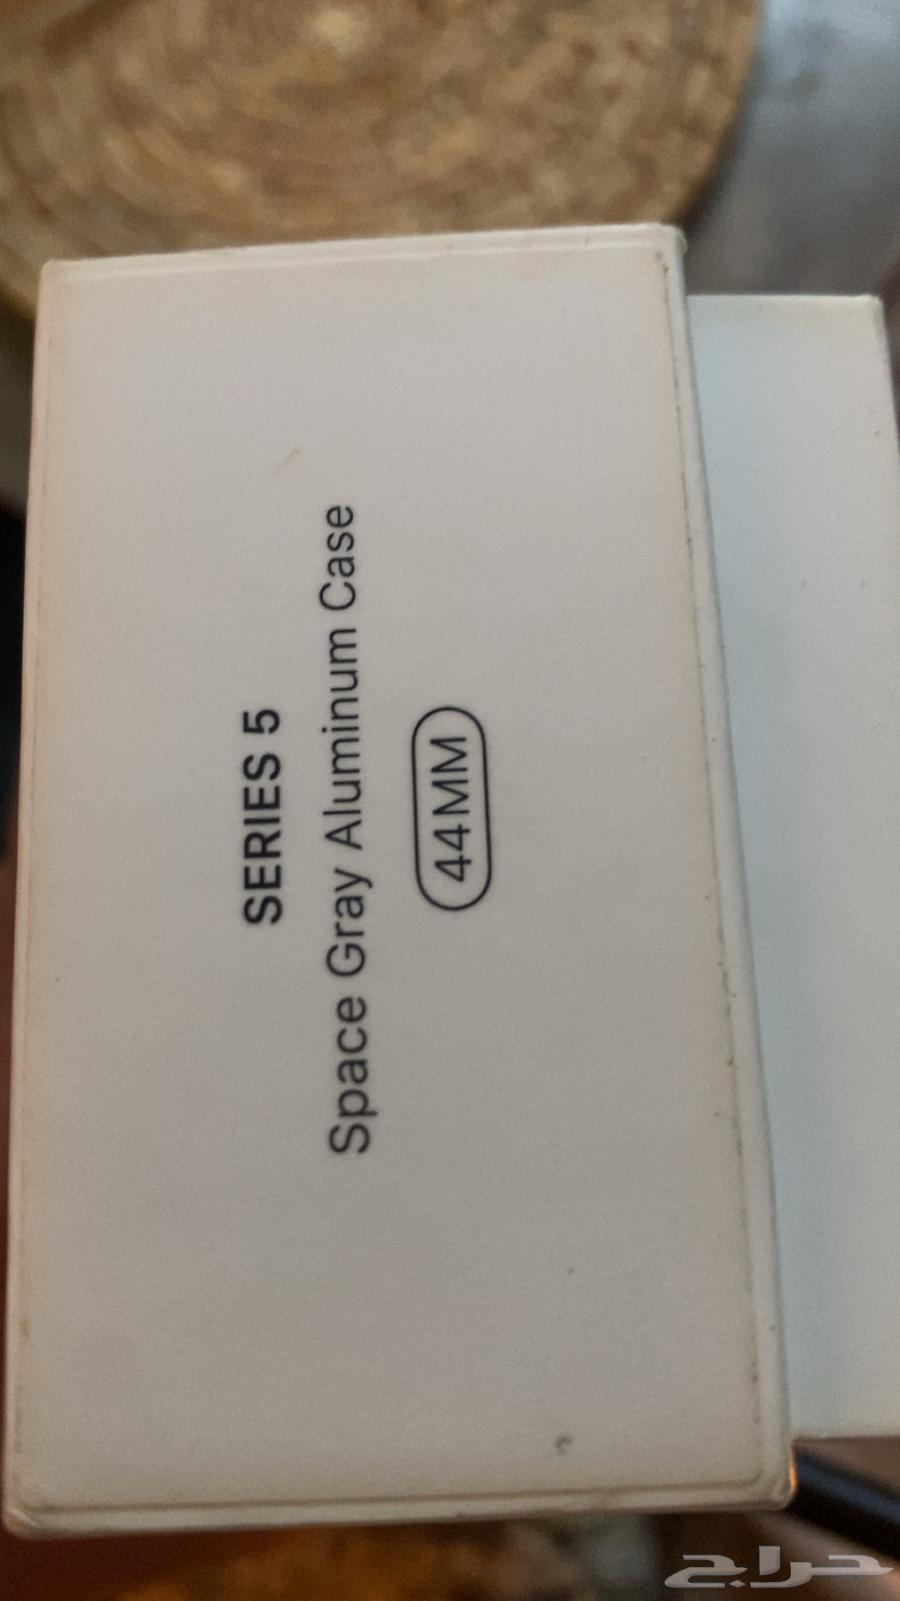 SERIES 5
Space Gray Aluminum Case
44MM
حراج